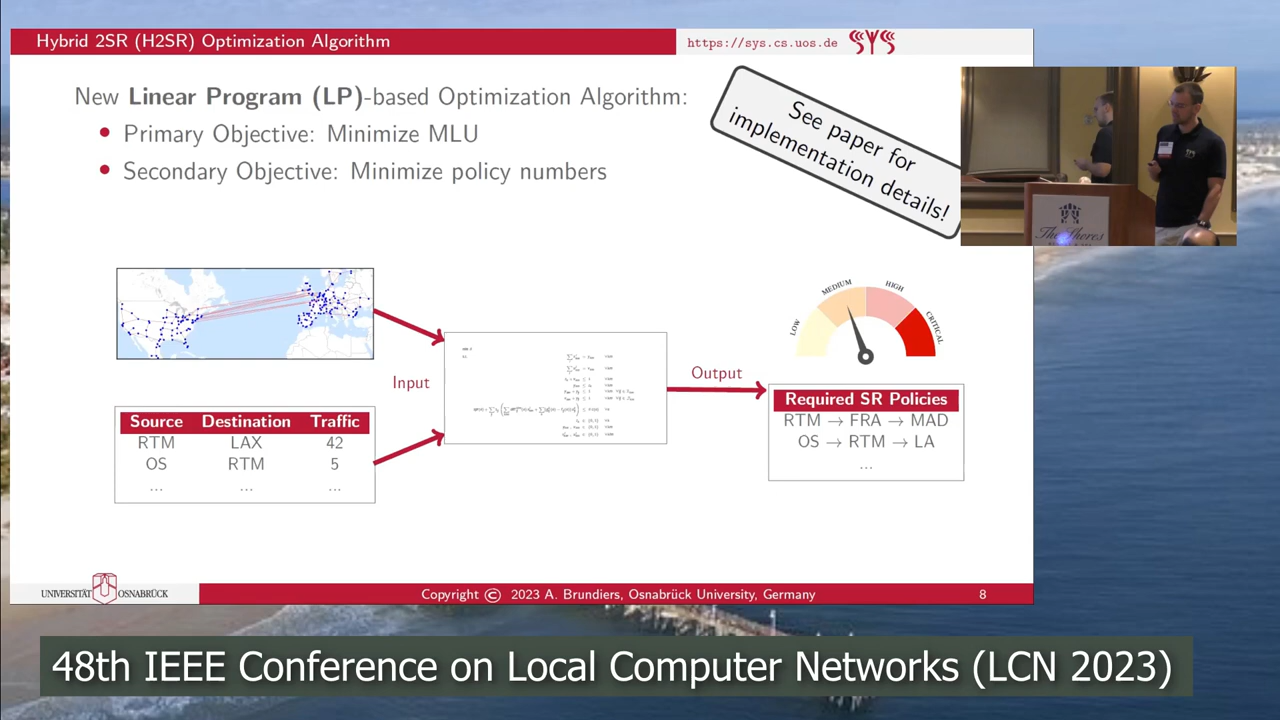 Hybrid 2SR (H2SR) Optimization Algorithm
https://sys.cs.uos.de
SYS
New Linear Program (LP)-based Optimization Algorithm:
• Primary Objective: Minimize MLU
• Secondary Objective: Minimize policy numbers
See paper for
implementation details!
The Shores
LOW
MEDIUM
HIGH
CRITICAL
Input
Output
Source Destination Traffic
RTM LAX 42
OS RTM 5
... ... ...
Required SR Policies
RTM → FRA → MAD
OS → RTM → LA
...
UNIVERSITÄT OSNABRÜCK
Copyright © 2023 A. Brundiers, Osnabrück University, Germany
8
48th IEEE Conference on Local Computer Networks (LCN 2023)